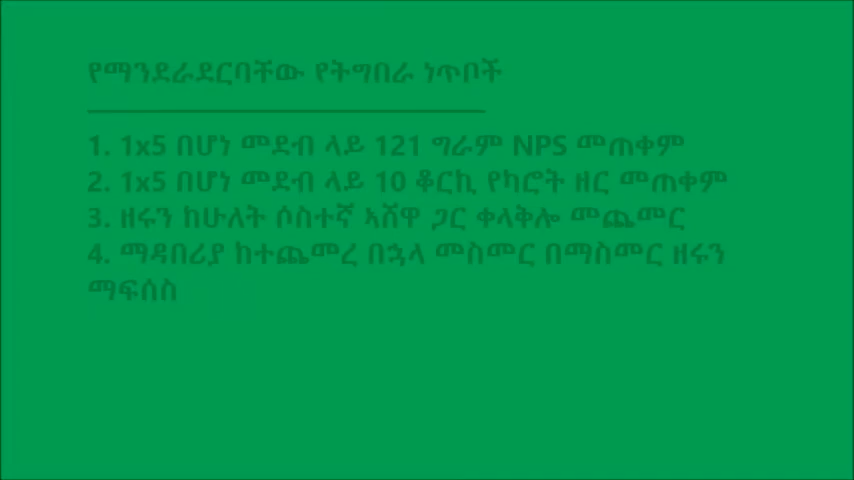 የማንደራደርባቸው የትግበራ ነጥቦች
1. 1x5 በሆነ መደብ ላይ 121 ግራም NPS መጠቀም
2. 1x5 በሆነ መደብ ላይ 10 ቆርኪ የካሮት ዘር መጠቀም
3. ዘሩን ከሁለት ሶስተኛ ኣሸዋ ጋር ቀላቅሎ መጨመር
4. ማዳበሪያ ከተጨመረ በኋላ መስመር በማስመር ዘሩን
ማፍሰስ